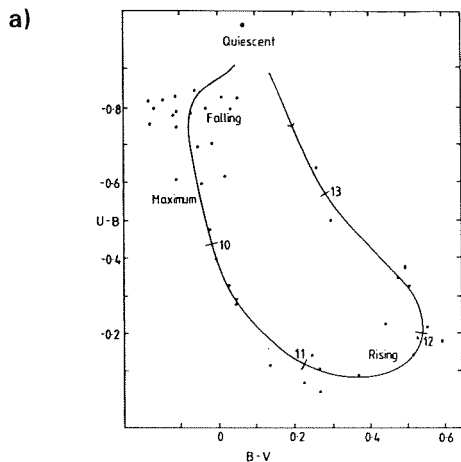 a)
Quiescent
-0.8
Falling
-0.6
13
Maximum
U-B
10
-0.4
-0.2
11
Rising
12
0
0.2
0.4
0.6
B-V